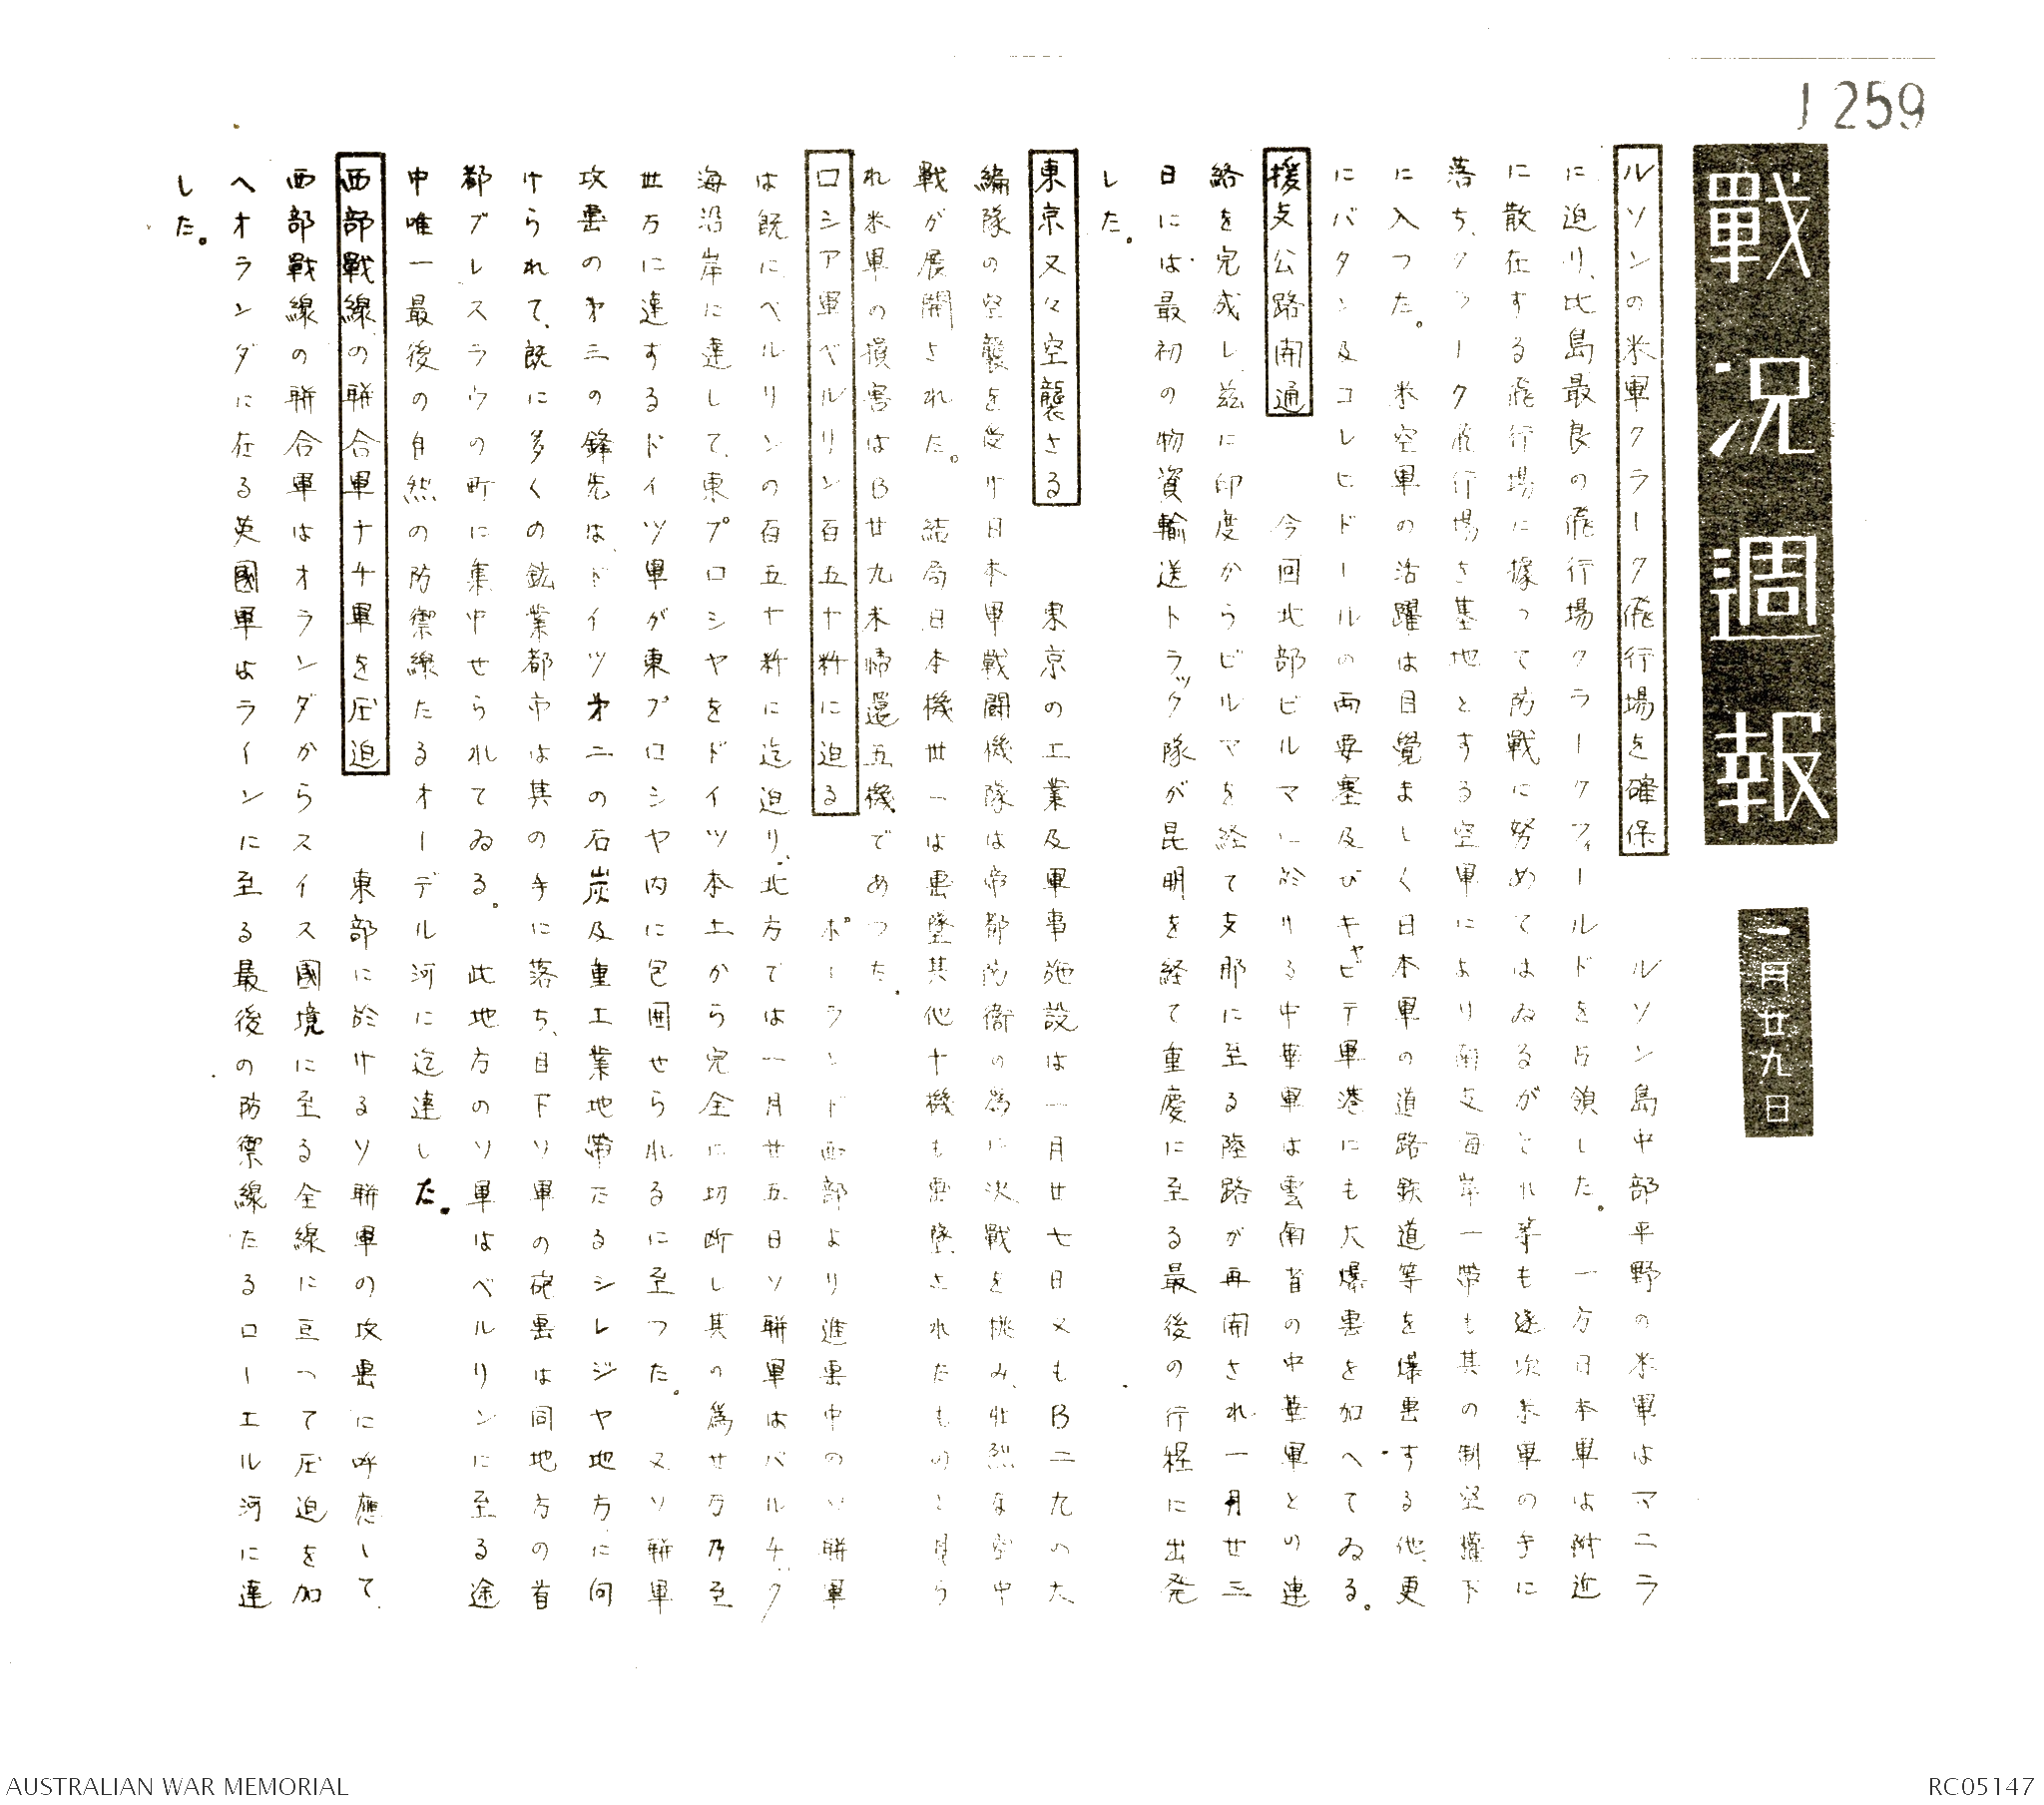 J 259
戰況週報
一月廿九日
ルソンの米軍クラーク飛行場を確保　ルソン島中部平野の米軍はマニラ
に迫り、比島最良の飛行場クラークフィールドを占領した。　一方日本軍は附近
に散在する飛行場に據つて防戦に努めてはゐるがこれ等も逐次米軍の手に
落ち、クラーク飛行場を基地とする空軍により南支海岸一帯も其の制空權下
に入つた。　米空軍の活躍は目覺ましく日本軍の道路鉄道等を爆撃する他、更
にバタン及コレヒドールの両要塞及びキャビテ軍港にも大爆撃を加へてゐる。
援支公路開通　今回北部ビルマに於ける中華軍は雲南省の中華軍との連
絡を完成し、茲に印度からビルマを経て支那に至る陸路が再開され一月廿三
日には最初の物資輸送トラック隊が昆明を経て重慶に至る最後の行程に出発
した。
東京又々空襲さる　東京の工業及軍事施設は一月廿七日又もB二九の大
編隊の空襲を受け日本軍戦闘機隊は帝都防衛の為に決戰を挑み、壮烈な空中
戦が展開された。　結局日本機世一は墜墜其他十機も墜墜されたものと見ら
れ米軍の損害はB廿九未帰還五機であつた。
ロシア軍ベルリン百五十粁に迫る　ポーランド西部より進撃中のソ聯軍
は既にベルリンの百五十粁に迄迫り、北方では一月廿五日ソ聯軍はバルチク
海沿岸に達して、東プロシヤをドイツ本土から完全に切断し其の為廿万乃至
世万に達するドイツ軍が東プロシヤ内に包囲せられるに至つた。　又ソ聯軍
攻撃の才三の鋒先は、ドイツ才二の石炭及重工業地帯たるシレジヤ地方に向
けられて、既に多くの鉱業都市は其の手に落ち、目下ソ軍の砲撃は同地方の首
都ブレスラウの町に集中せられてゐる。　此地方のソ軍はベルリンに至る途
中唯一最後の自然の防禦線たるオーデル河に迄達した。
西部戰線の聯合軍ナチ軍を圧迫　東部に於けるソ聯軍の攻撃に呼應して、
西部戰線の聯合軍はオランダからスイス國境に至る全線に亘つて圧迫を加
へオランダに在る英國軍はラインに至る最後の防禦線たるローエル河に達
した。
AUSTRALIAN WAR MEMORIAL
RC05147